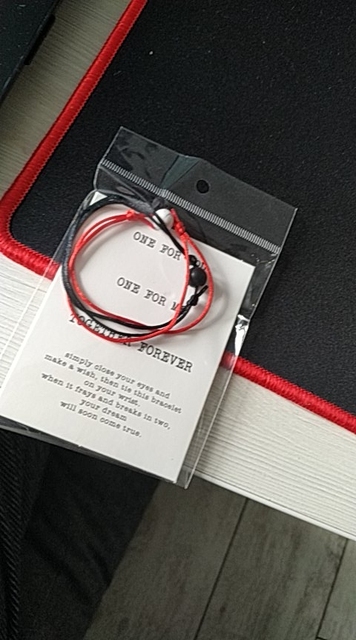 ONE FOR
ONE FOR M
TOGETHER FOREVER
simply close your eyes and
make a wish, then tie this bracelet
on your wrist.
when it frays and breaks in two,
your dream
will soon come true.